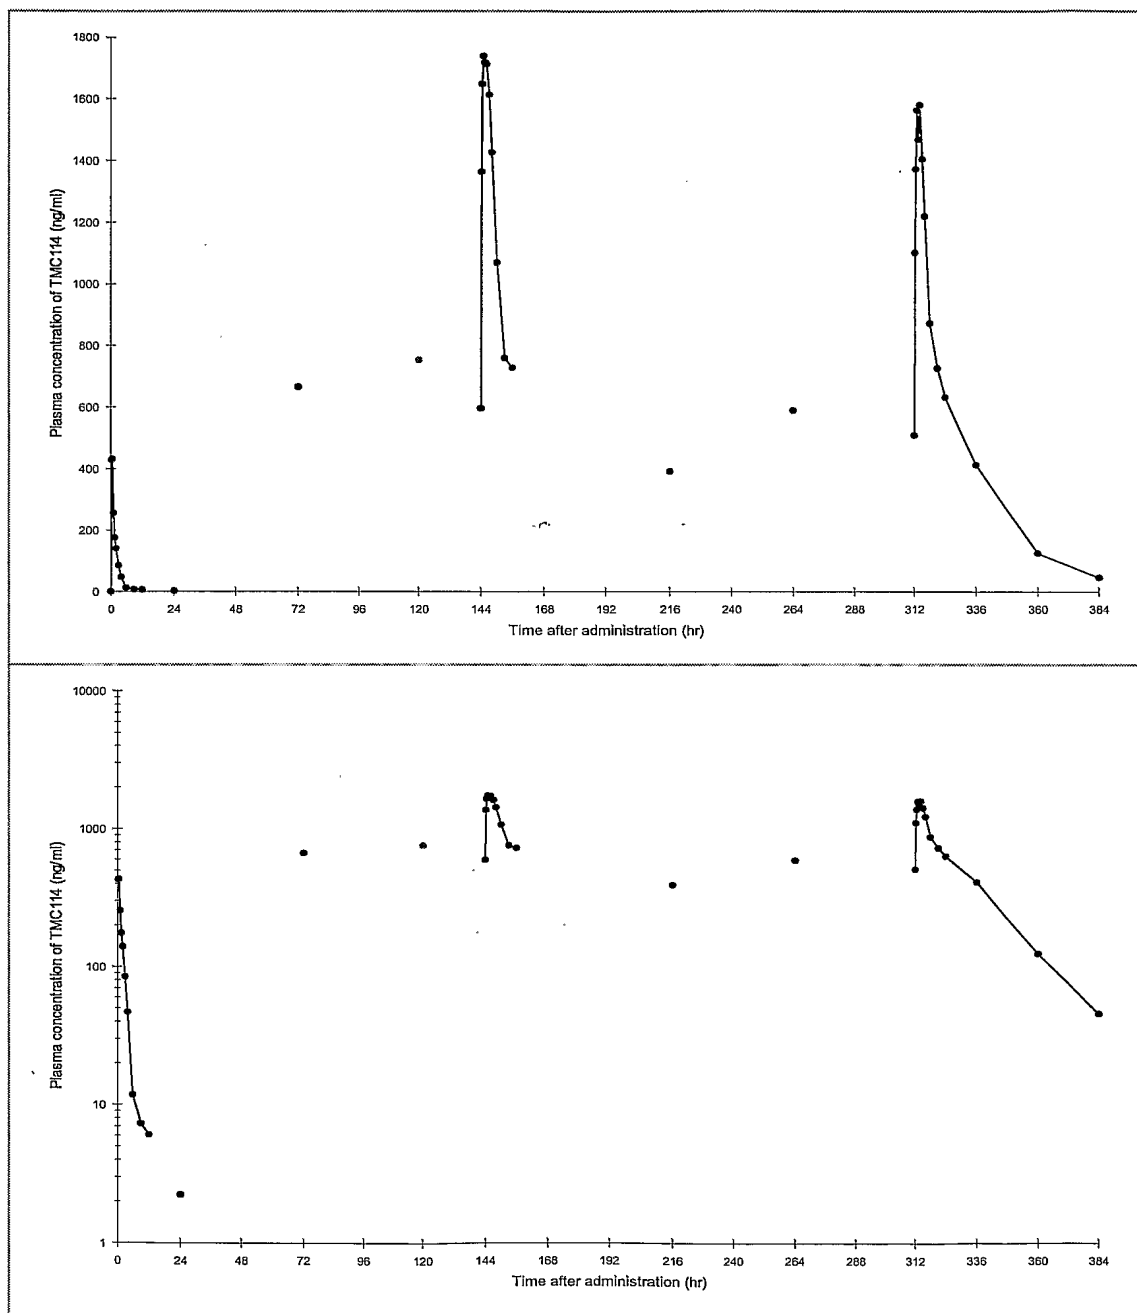 Plasma concentration of TMC114 (ng/ml)
1800
1600
1400
1200
1000
800
600
400
200
0
0 24 48 72 96 120 144 168 192 216 240 264 288 312 336 360 384
Time after administration (hr)
Plasma concentration of TMC114 (ng/ml)
10000
1000
100
10
1
0 24 48 72 96 120 144 168 192 216 240 264 288 312 336 360 384
Time after administration (hr)